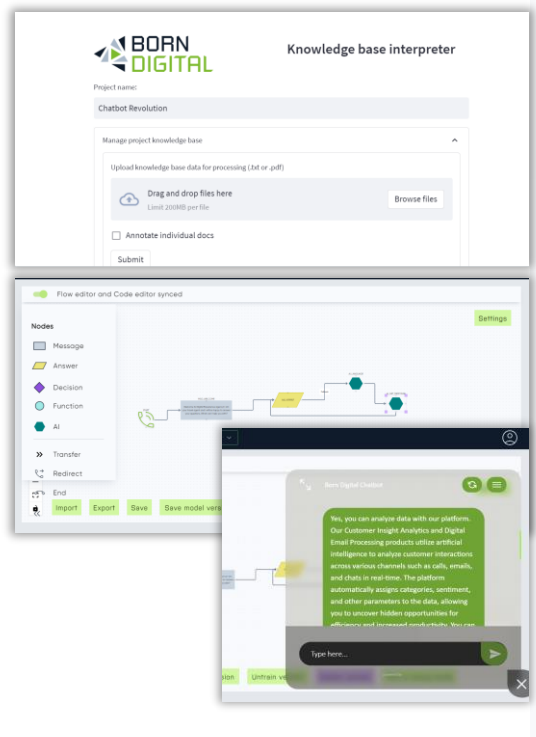 BORN
DIGITAL
Knowledge base interpreter
Project name:
Chatbot Revolution
Manage project knowledge base
Upload knowledge base data for processing (.txt or .pdf)
Drag and drop files here
Limit 200MB per file
Browse files
Annotate individual docs
Submit
Flow editor and Code editor synced
Settings
Nodes
Message
Answer
Decision
Function
AI
Transfer
Redirect
End
Import
Export
Save
Save model vers
Born Digital Chatbot
Yes, you can analyze data with our platform.
Our Customer Insight Analytics and Digital
Email Processing products utilize artificial
intelligence to analyze customer interactions
across various channels such as calls, emails,
and chats in real-time. The platform
automatically assigns categories, sentiment,
and other parameters to the data, allowing
you to uncover hidden opportunities for
efficiency and increased productivity. You can
Type here...
sion
Untrain ve